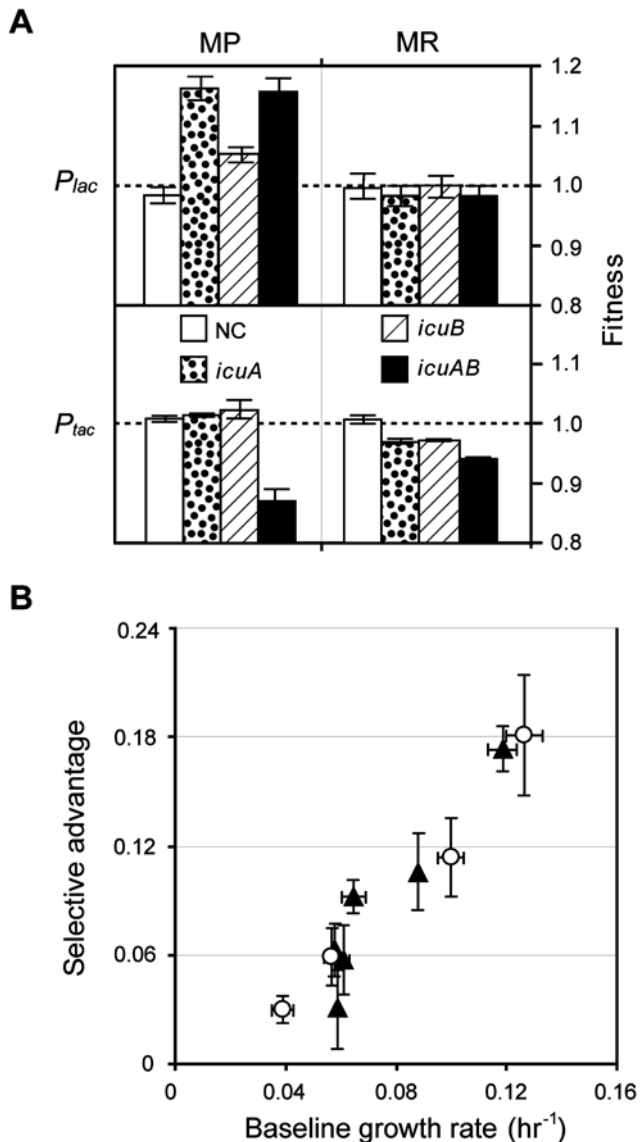 A
MP MR
P_lac
1.2
1.1
1.0
0.9
0.8
Fitness
NC icuB
icuA icuAB
P_tac
1.1
1.0
0.9
0.8
B
0.24
0.18
0.12
0.06
0
Selective advantage
0 0.04 0.08 0.12 0.16
Baseline growth rate (hr⁻¹)